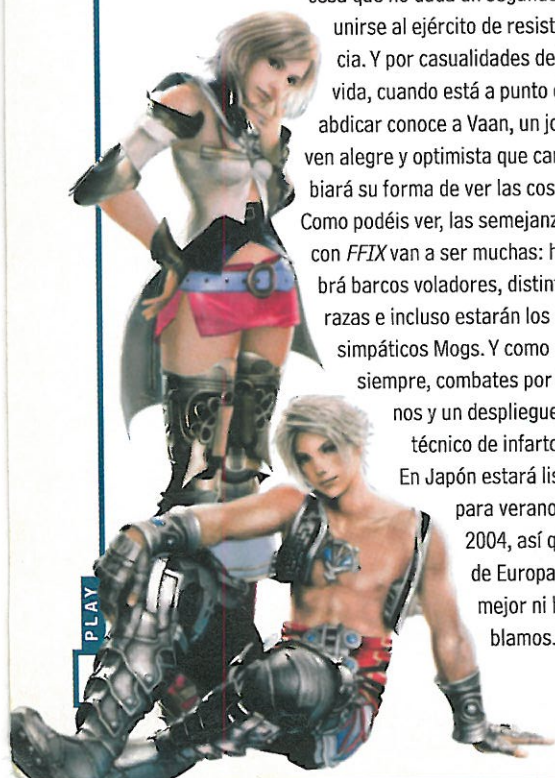 unirse al ejército de resist
cia. Y por casualidades de
vida, cuando está a punto
abdicar conoce a Vaan, un jo
ven alegre y optimista que ca
biará su forma de ver las cos
Como podéis ver, las semejanz
con FFIX van a ser muchas: h
brá barcos voladores, distin
razas e incluso estarán los
simpáticos Mogs. Y como
siempre, combates por
nos y un despliegue
técnico de infarto
En Japón estará lis
para verano
2004, así q
de Europa
mejor ni
blamos.
PLAY